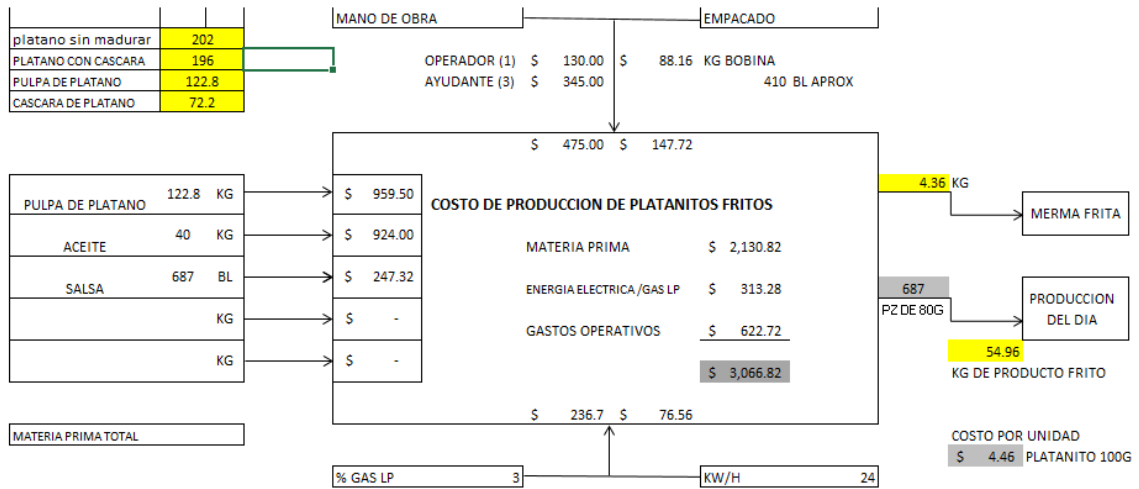 MANO DE OBRA EMPACADO
platano sin madurar 202
PLATANO CON CASCARA 196 OPERADOR (1) $ 130.00 $ 88.16 KG BOBINA
PULPA DE PLATANO 122.8 AYUDANTE (3) $ 345.00 410 BL APROX
CASCARA DE PLATANO 72.2
$ 475.00 $ 147.72
PULPA DE PLATANO 122.8 KG $ 959.50 4.36 KG
COSTO DE PRODUCCION DE PLATANITOS FRITOS MERMA FRITA
ACEITE 40 KG $ 924.00 MATERIA PRIMA $ 2,130.82
SALSA 687 BL $ 247.32 ENERGIA ELECTRICA /GAS LP $ 313.28 687 PRODUCCION
PZ DE 80G DEL DIA
KG $ - GASTOS OPERATIVOS $ 622.72
54.96
KG $ - $ 3,066.82 KG DE PRODUCTO FRITO
$ 236.7 $ 76.56
MATERIA PRIMA TOTAL COSTO POR UNIDAD
$ 4.46 PLATANITO 100G
% GAS LP 3 KW/H 24